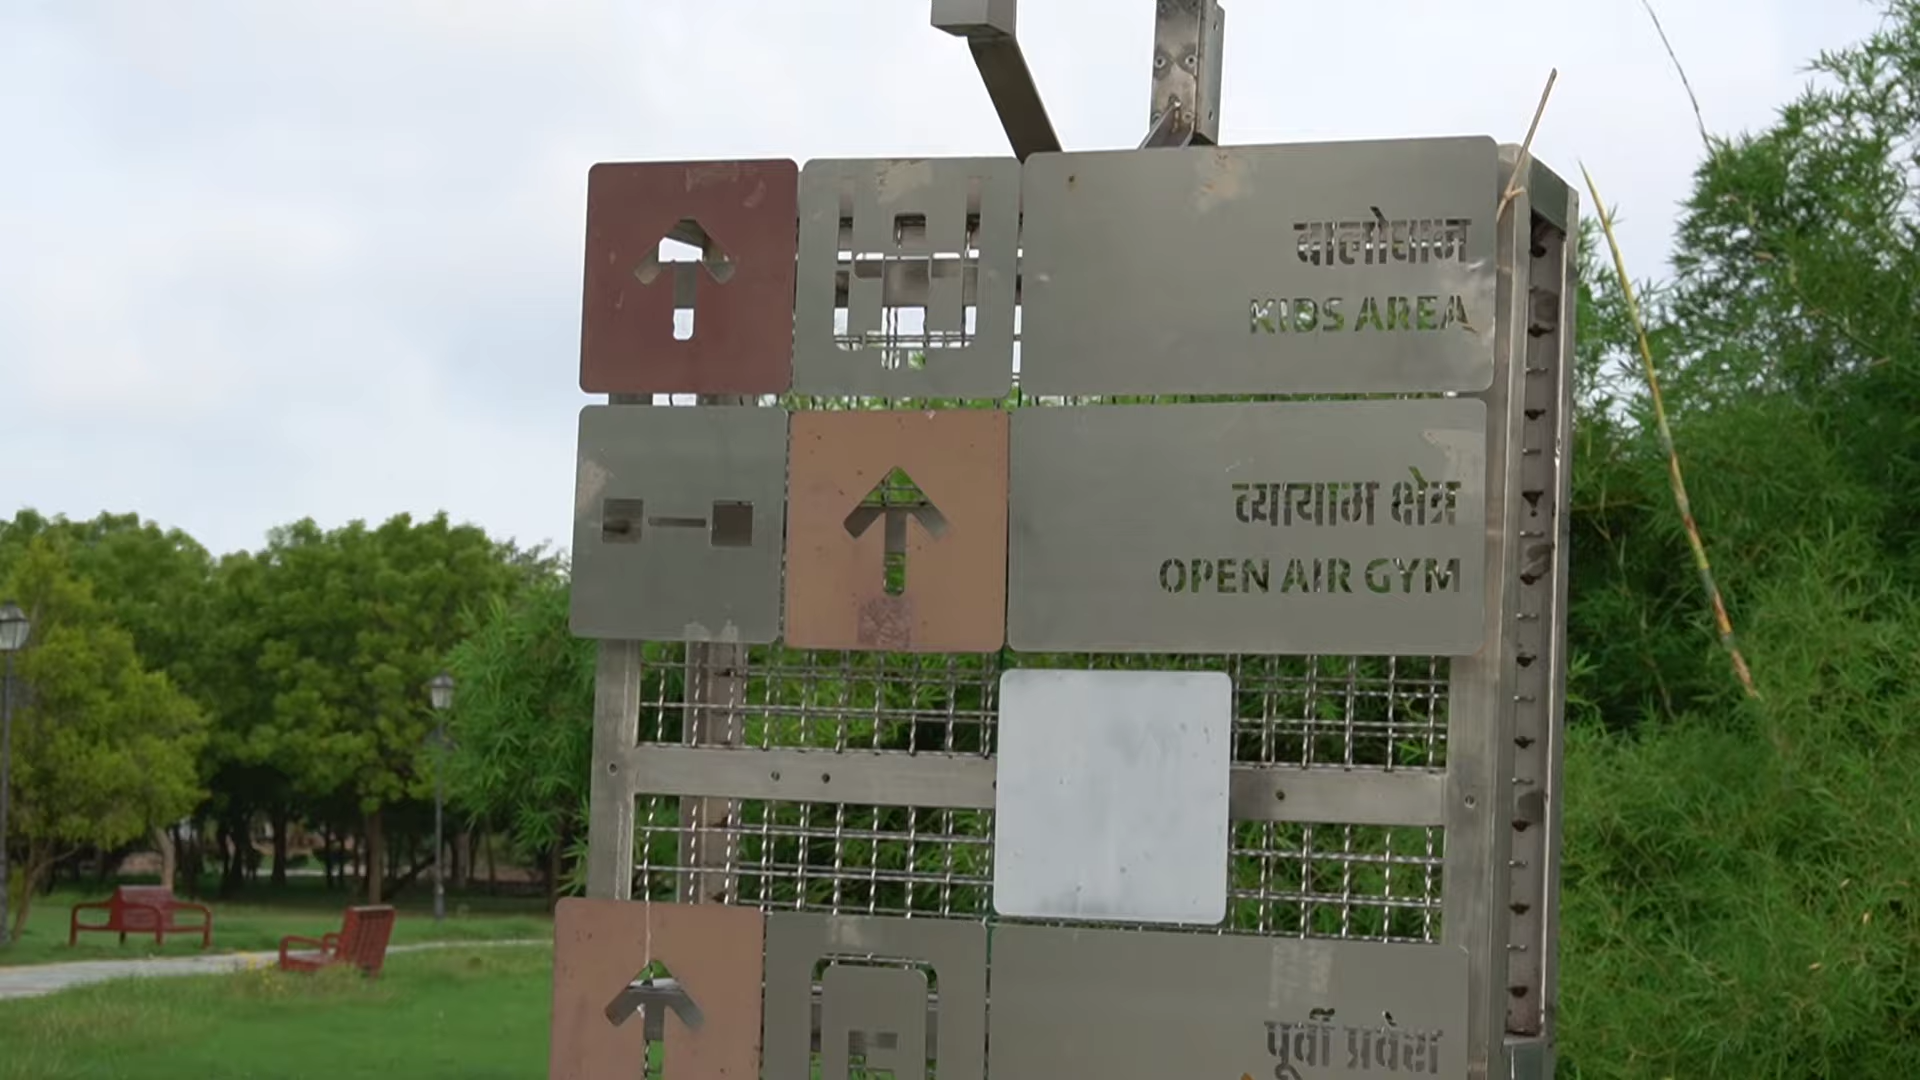 बालोद्यान
KIDS AREA
व्यायाम क्षेत्र
OPEN AIR GYM
पूर्वी प्रवेश